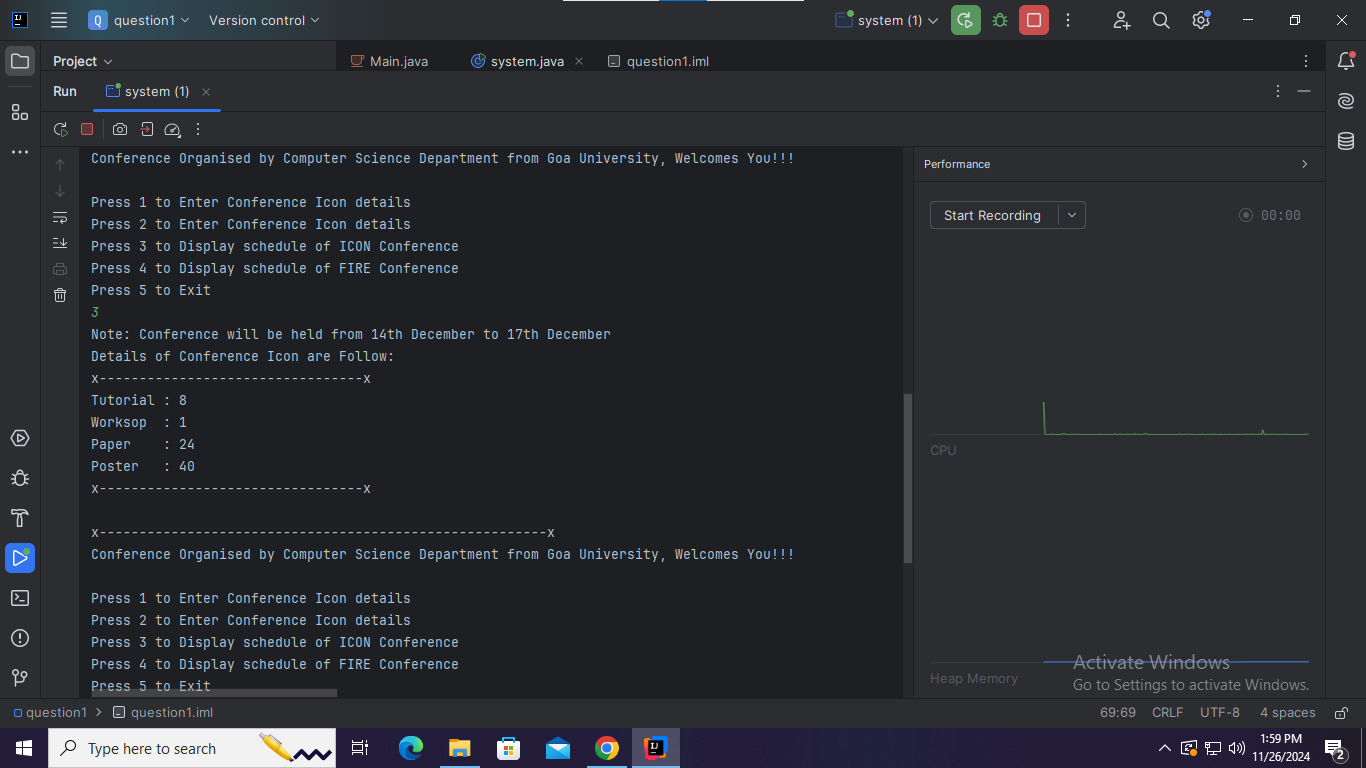 Q question1 Version control system (1)
Project Main.java system.java question1.iml
Run system (1)
Conference Organised by Computer Science Department from Goa University, Welcomes You!!!
Press 1 to Enter Conference Icon details
Press 2 to Enter Conference Icon details
Press 3 to Display schedule of ICON Conference
Press 4 to Display schedule of FIRE Conference
Press 5 to Exit
3
Note: Conference will be held from 14th December to 17th December
Details of Conference Icon are Follow:
x---------------------------------x
Tutorial : 8
Worksop  : 1
Paper    : 24
Poster   : 40
x---------------------------------x
x--------------------------------------------------------x
Conference Organised by Computer Science Department from Goa University, Welcomes You!!!
Press 1 to Enter Conference Icon details
Press 2 to Enter Conference Icon details
Press 3 to Display schedule of ICON Conference
Press 4 to Display schedule of FIRE Conference
Press 5 to Exit
Performance
Start Recording 00:00
CPU
Heap Memory
Activate Windows
Go to Settings to activate Windows.
question1 > question1.iml 69:69 CRLF UTF-8 4 spaces
Type here to search
1:59 PM
11/26/2024
2